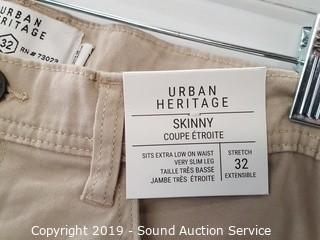 URBAN
HERITAGE
32
RN# 73029
URBAN
HERITAGE
SKINNY
COUPE ÉTROITE
SITS EXTRA LOW ON WAIST
VERY SLIM LEG
TAILLE TRÈS BASSE
JAMBE TRÈS ÉTROITE
STRETCH
32
EXTENSIBLE
Copyright 2019 - Sound Auction Service